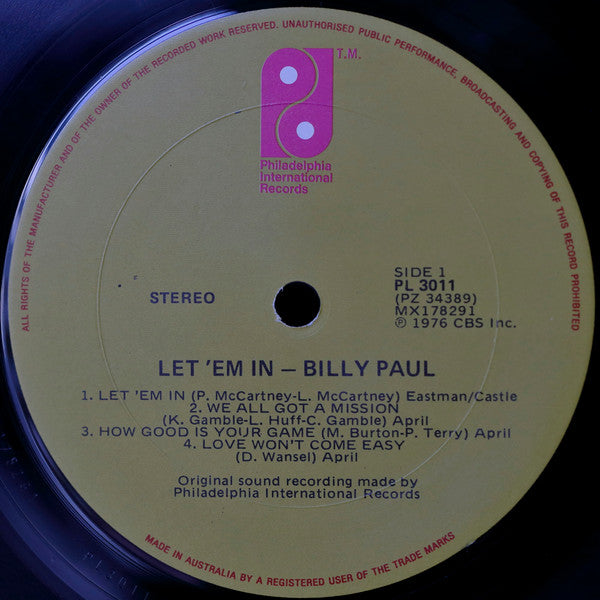 ALL RIGHTS OF THE MANUFACTURER AND OF THE OWNER OF THE RECORDED WORK RESERVED. UNAUTHORISED PUBLIC PERFORMANCE, BROADCASTING AND COPYING OF THIS RECORD PROHIBITED
T.M.
Philadelphia
International
Records
STEREO
SIDE 1
PL 3011
(PZ 34389)
MX178291
℗ 1976 CBS Inc.
LET 'EM IN – BILLY PAUL
1. LET 'EM IN (P. McCartney-L. McCartney) Eastman/Castle
2. WE ALL GOT A MISSION
(K. Gamble-L. Huff-C. Gamble) April
3. HOW GOOD IS YOUR GAME (M. Burton-P. Terry) April
4. LOVE WON'T COME EASY
(D. Wansel) April
Original sound recording made by
Philadelphia International Records
MADE IN AUSTRALIA BY A REGISTERED USER OF THE TRADE MARKS